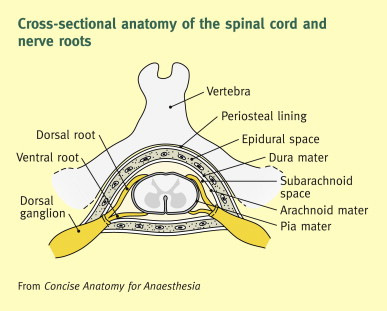 Cross-sectional anatomy of the spinal cord and
nerve roots
Vertebra
Periosteal lining
Dorsal root
Epidural space
Ventral root
Dura mater
Subarachnoid
space
Dorsal
ganglion
Arachnoid mater
Pia mater
From Concise Anatomy for Anaesthesia